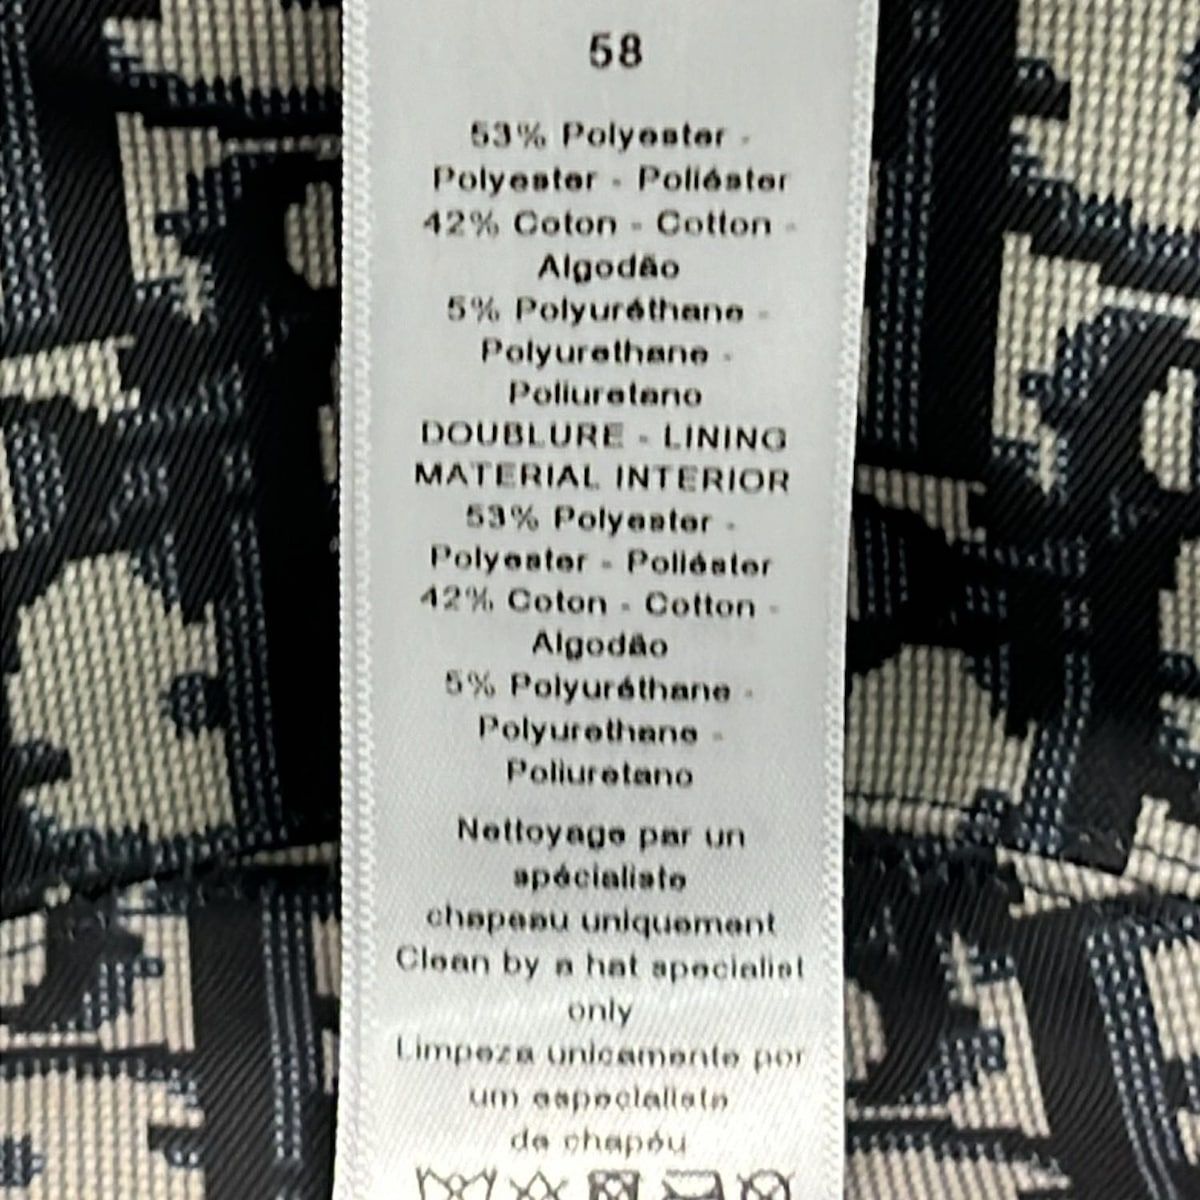 58
53% Polyester -
Polyester - Poliéster
42% Coton - Cotton -
Algodão
5% Polyuréthane -
Polyurethane -
Poliuretano
DOUBLURE - LINING
MATERIAL INTERIOR
53% Polyester -
Polyester - Poliéster
42% Coton - Cotton -
Algodão
5% Polyuréthane -
Polyurethane -
Poliuretano
Nettoyage par un
spécialiste
chapeau uniquement
Clean by a hat specialist
only
Limpeza unicamente por
um especialista
de chapéu